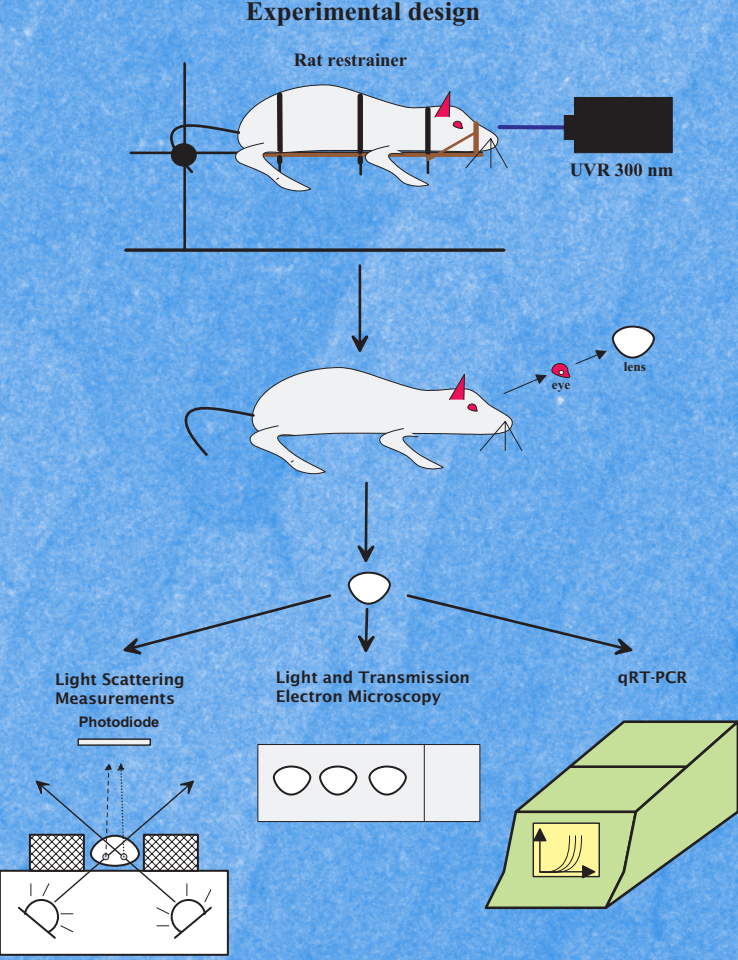 Experimental design
Rat restrainer
UVR 300 nm
eye
lens
Light Scattering
Measurements
Photodiode
Light and Transmission
Electron Microscopy
qRT-PCR